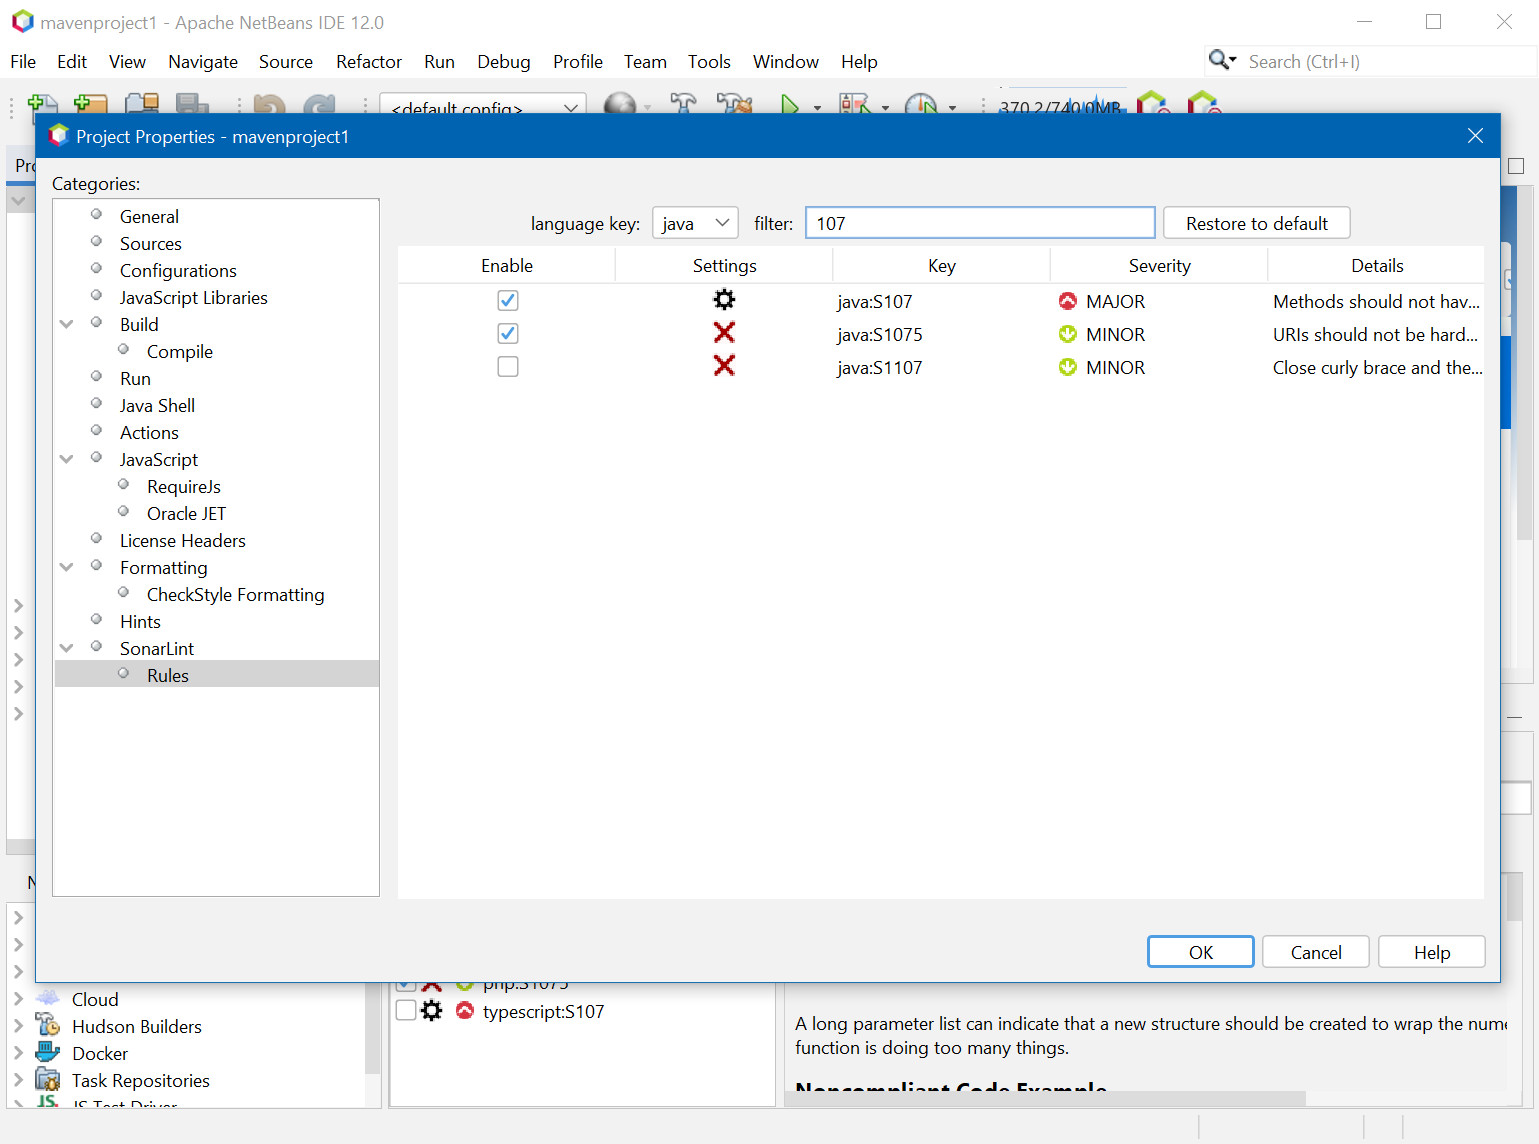 mavenproject1 - Apache NetBeans IDE 12.0
File Edit View Navigate Source Refactor Run Debug Profile Team Tools Window Help
Search (Ctrl+I)
<default config>
370.2/740.0MB
Project Properties - mavenproject1
Categories:
General
Sources
Configurations
JavaScript Libraries
Build
Compile
Run
Java Shell
Actions
JavaScript
RequireJs
Oracle JET
License Headers
Formatting
CheckStyle Formatting
Hints
SonarLint
Rules
language key: java filter: 107 Restore to default
Enable Settings Key Severity Details
java:S107 MAJOR Methods should not hav...
java:S1075 MINOR URIs should not be hard...
java:S1107 MINOR Close curly brace and the...
OK Cancel Help
Cloud
Hudson Builders
Docker
Task Repositories
JS Test Driver
php:S1075
typescript:S107
A long parameter list can indicate that a new structure should be created to wrap the nume
function is doing too many things.
Noncompliant Code Example